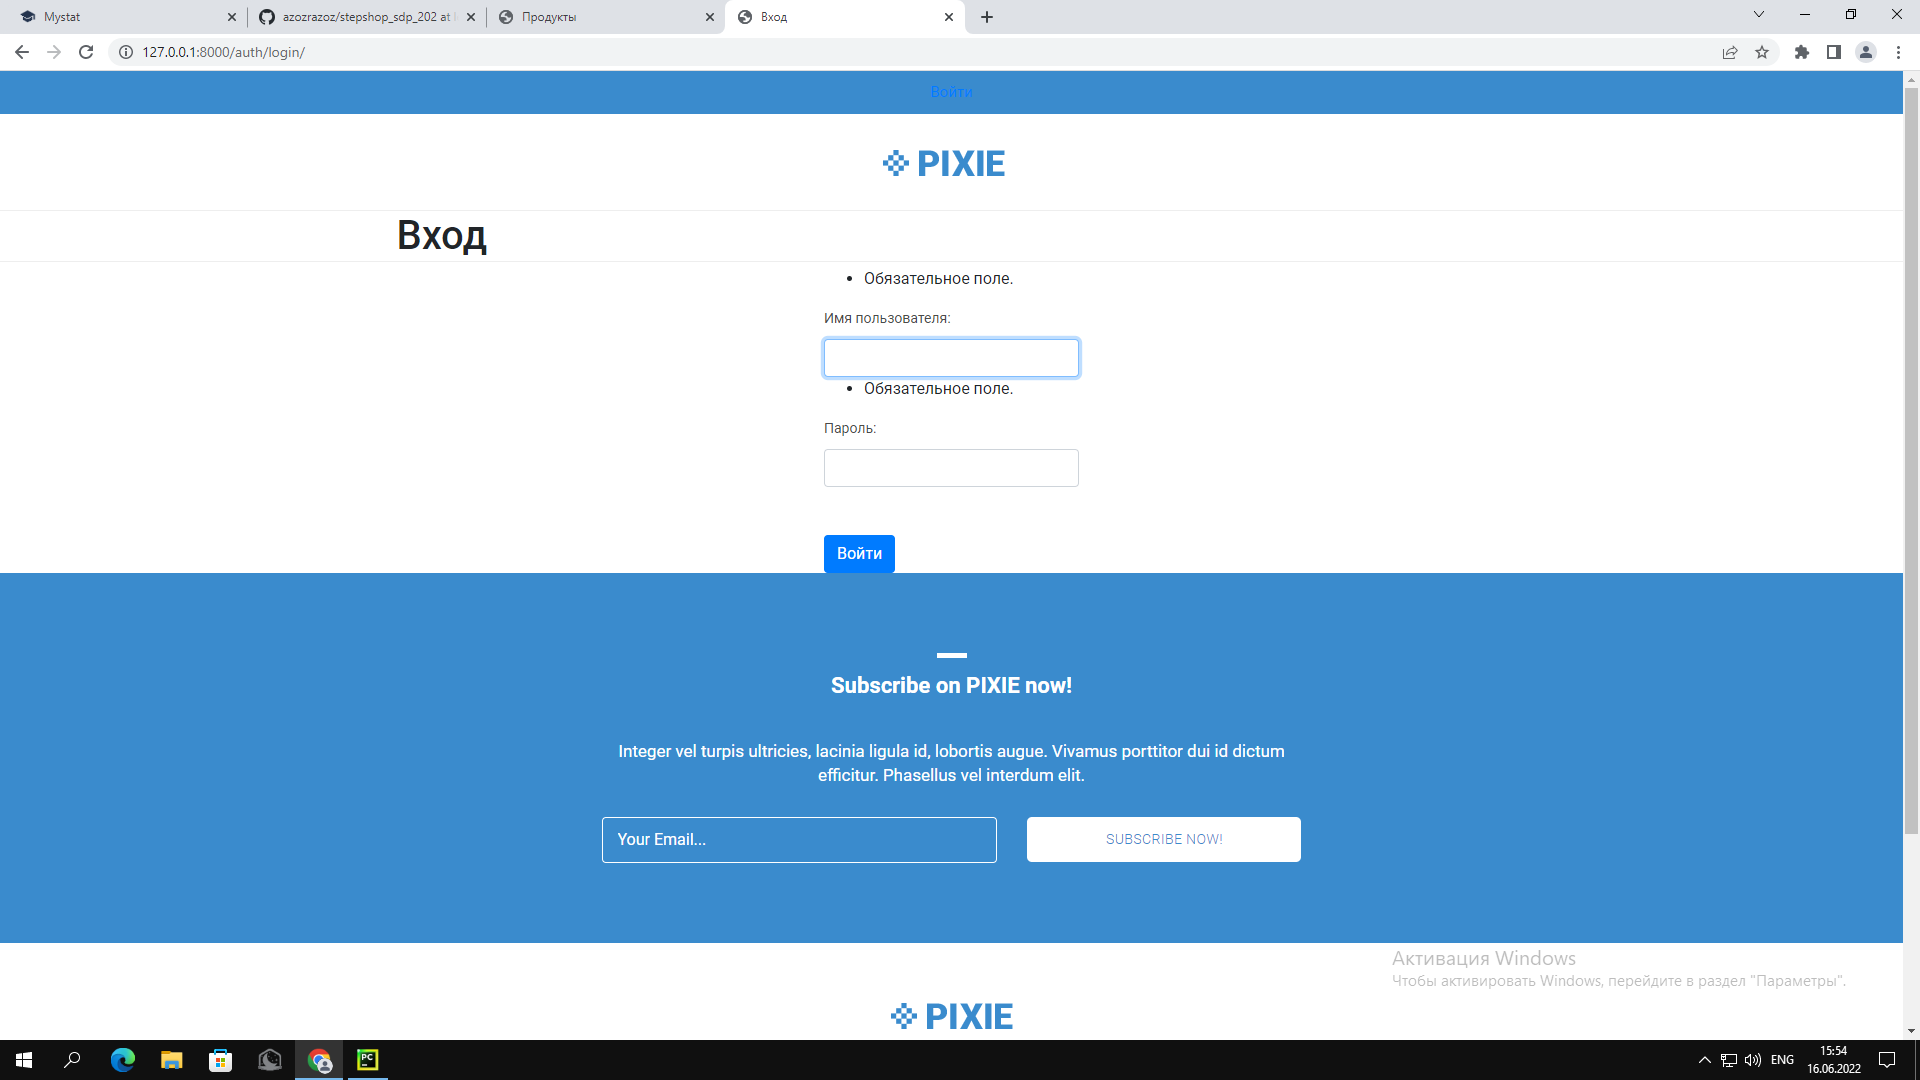 Mystat
azozrazoz/stepshop_sdp_202 at
Продукты
Вход
127.0.0.1:8000/auth/login/
Войти
PIXIE
Вход
Обязательное поле.
Имя пользователя:
Обязательное поле.
Пароль:
Войти
Subscribe on PIXIE now!
Integer vel turpis ultricies, lacinia ligula id, lobortis augue. Vivamus porttitor dui id dictum
efficitur. Phasellus vel interdum elit.
Your Email...
SUBSCRIBE NOW!
Активация Windows
Чтобы активировать Windows, перейдите в раздел "Параметры".
PIXIE
PC
ENG
15:54
16.06.2022